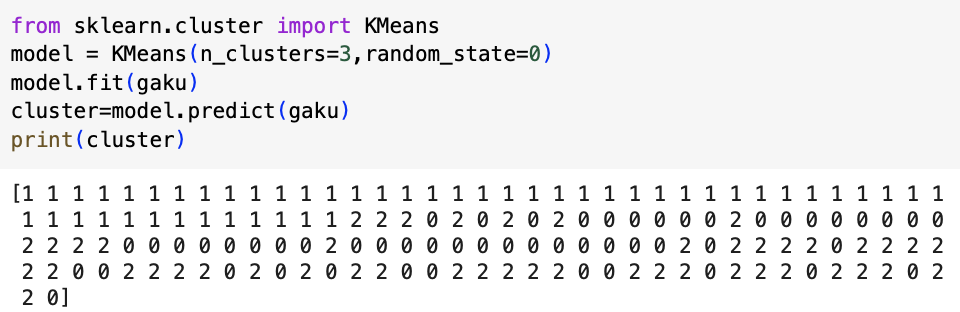 from sklearn.cluster import KMeans
model = KMeans(n_clusters=3,random_state=0)
model.fit(gaku)
cluster=model.predict(gaku)
print(cluster)
[1 1 1 1 1 1 1 1 1 1 1 1 1 1 1 1 1 1 1 1 1 1 1 1 1 1 1 1 1 1 1 1 1 1 1 1 1
1 1 1 1 1 1 1 1 1 1 1 1 1 2 2 2 0 2 0 2 0 2 0 0 0 0 0 0 2 0 0 0 0 0 0 0 0
2 2 2 2 0 0 0 0 0 0 0 0 2 0 0 0 0 0 0 0 0 0 0 0 0 0 2 0 2 2 2 2 0 2 2 2 2
2 2 0 0 2 2 2 2 0 2 0 2 0 2 2 0 0 2 2 2 2 2 0 0 2 2 2 0 2 2 2 0 2 2 2 0 2
2 0]